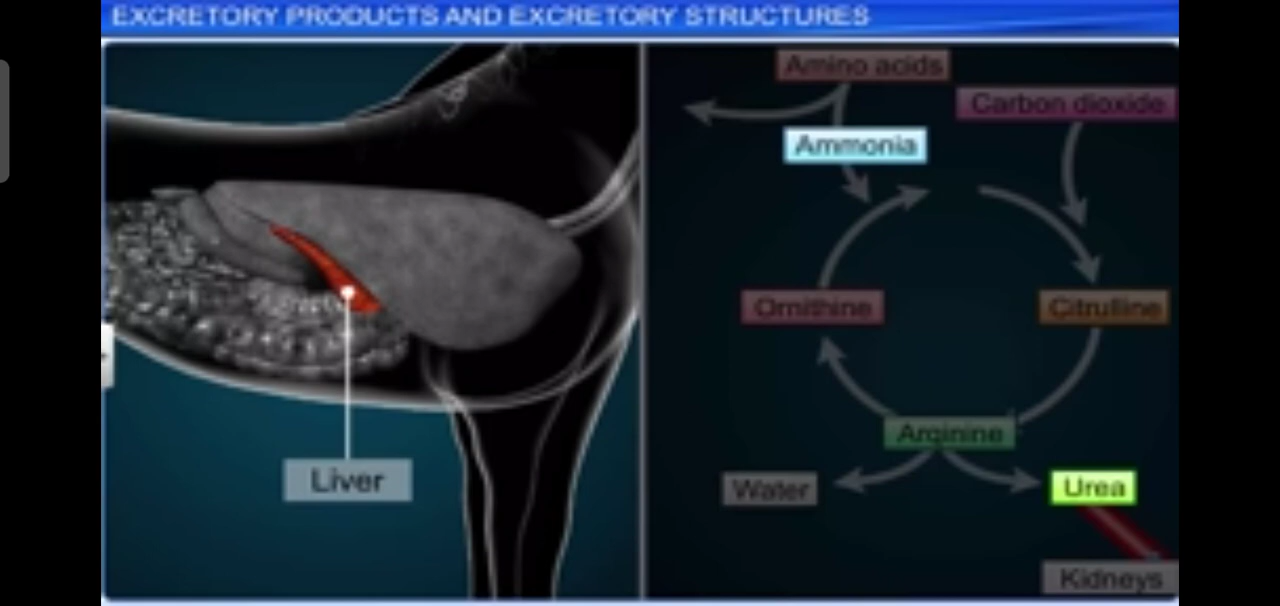 EXCRETORY PRODUCTS AND EXCRETORY STRUCTURES
Amino acids
Carbon dioxide
Ammonia
Ornithine
Citrulline
Arginine
Liver
Water
Urea
Kidneys